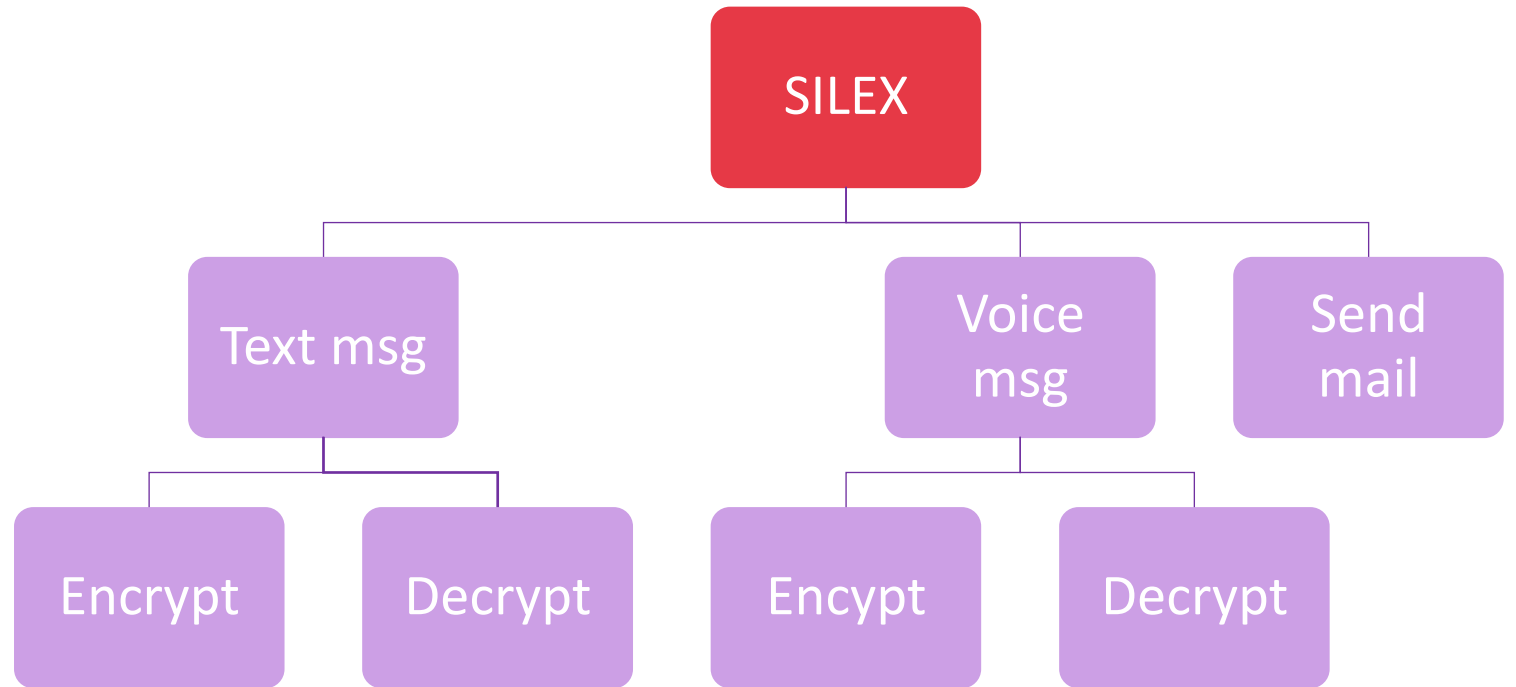 SILEX
Text msg
Voice
msg
Send
mail
Encrypt
Decrypt
Encypt
Decrypt